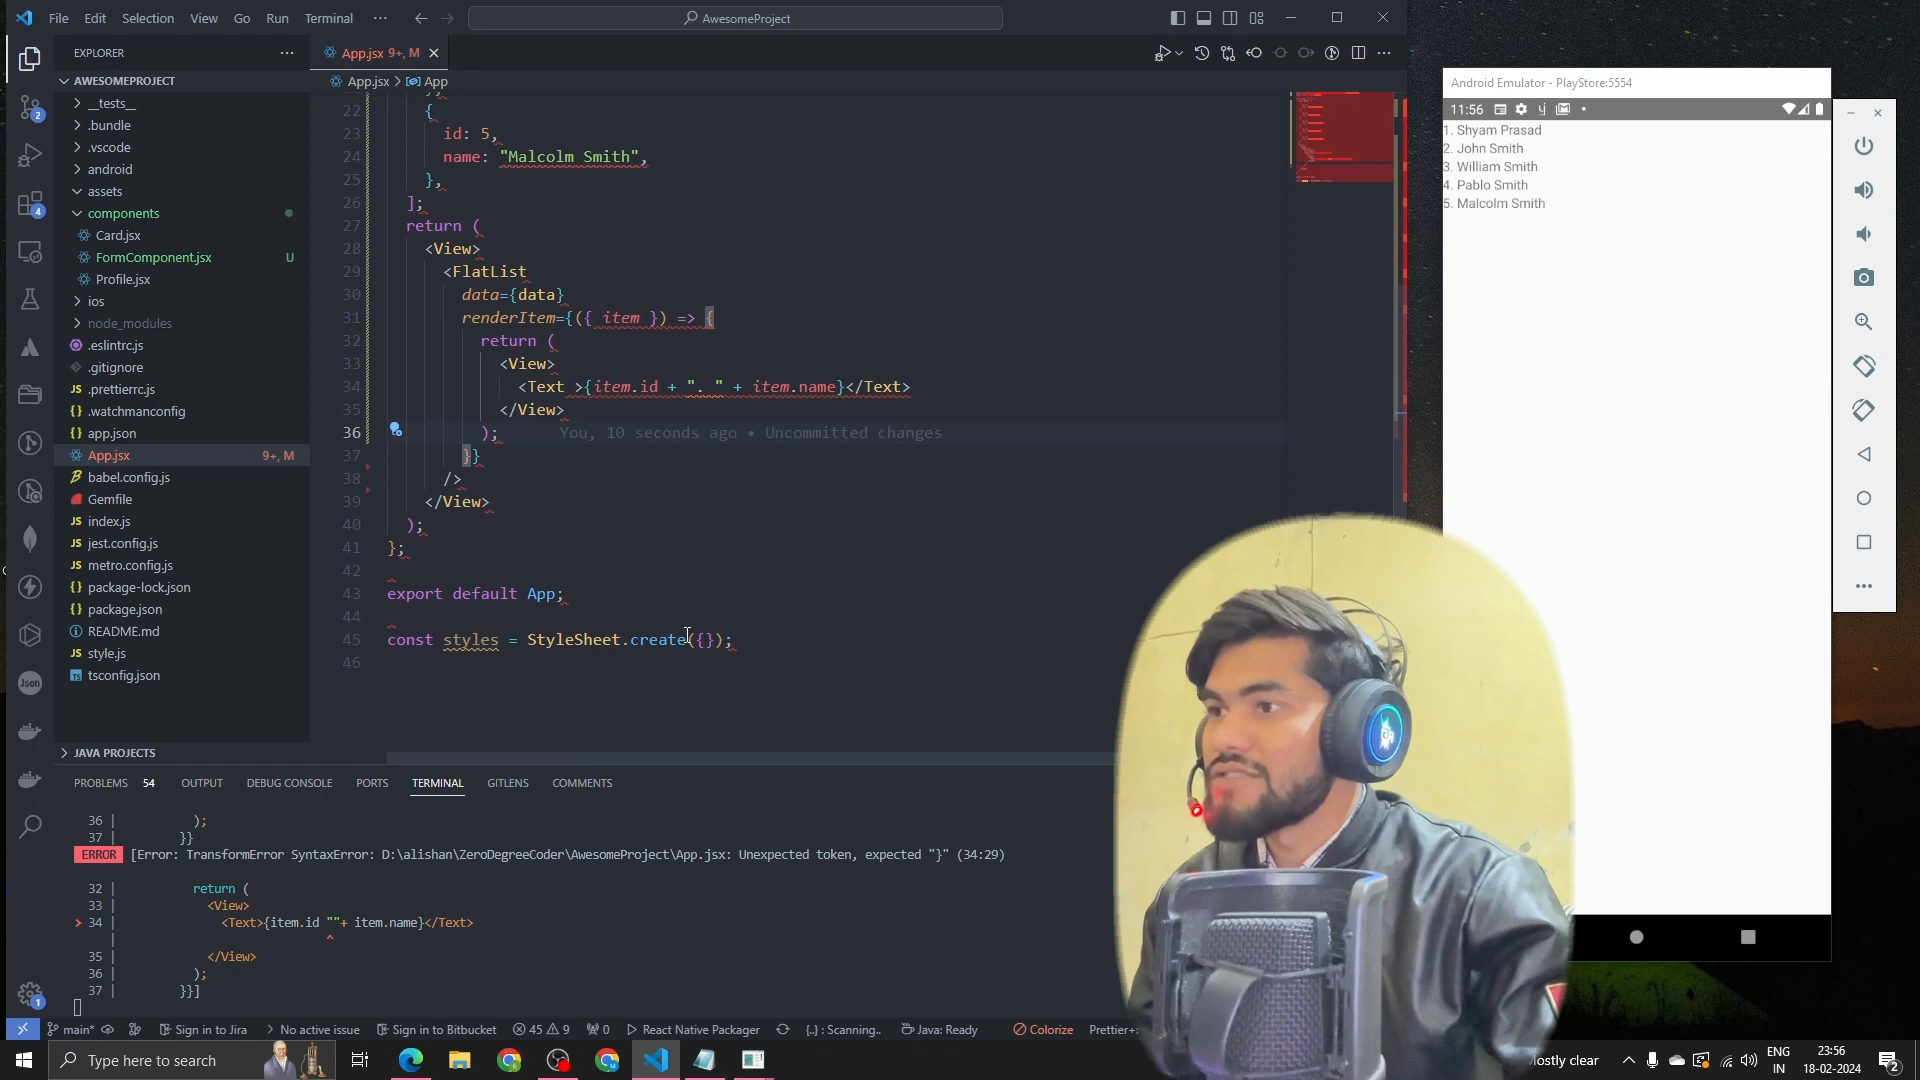 File Edit Selection View Go Run Terminal ··· AwesomeProject
EXPLORER ···
AWESOMEPROJECT
__tests__
.bundle
.vscode
android
assets
components
Card.jsx
FormComponent.jsx U
Profile.jsx
ios
node_modules
.eslintrc.js
.gitignore
.prettierrc.js
.watchmanconfig
app.json
App.jsx 9+, M
babel.config.js
Gemfile
index.js
jest.config.js
metro.config.js
package-lock.json
package.json
README.md
style.js
tsconfig.json
JAVA PROJECTS
2
4
Json
1
App.jsx 9+, M
App.jsx > App
22 {
23 id: 5,
24 name: "Malcolm Smith",
25 },
26 ];
27 return (
28 <View>
29 <FlatList
30 data={data}
31 renderItem={({ item }) => {
32 return (
33 <View>
34 <Text >{item.id + ". " + item.name}</Text>
35 </View>
36 ); You, 10 seconds ago • Uncommitted changes
37 }}
38 />
39 </View>
40 );
41 };
42
43 export default App;
44
45 const styles = StyleSheet.create({});
46
PROBLEMS 54 OUTPUT DEBUG CONSOLE PORTS TERMINAL GITLENS COMMENTS
36 | );
37 | }}
ERROR [Error: TransformError SyntaxError: D:\alishan\ZeroDegreeCoder\AwesomeProject\App.jsx: Unexpected token, expected "}" (34:29)
32 | return (
33 | <View>
> 34 | <Text>{item.id ""+ item.name}</Text>
| ^
35 | </View>
36 | );
37 | }}]
main* Sign in to Jira No active issue Sign in to Bitbucket 45 9 0 React Native Packager {..} : Scanning.. Java: Ready Colorize Prettier+:
Type here to search
ostly clear ENG IN 23:56 18-02-2024 2
Android Emulator - PlayStore:5554
11:56
1. Shyam Prasad
2. John Smith
3. William Smith
4. Pablo Smith
5. Malcolm Smith